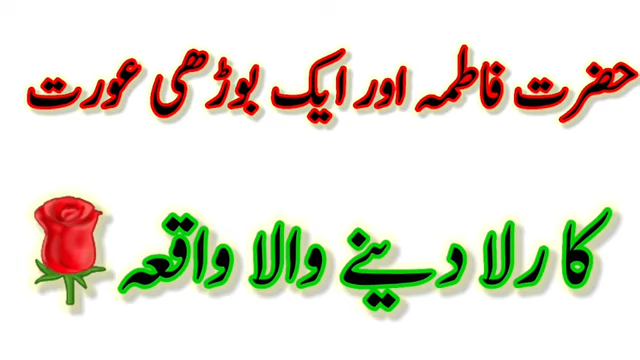 حضرت فاطمہ اور ایک بوڑھی عورت
کا رلا دینے والا واقعہ